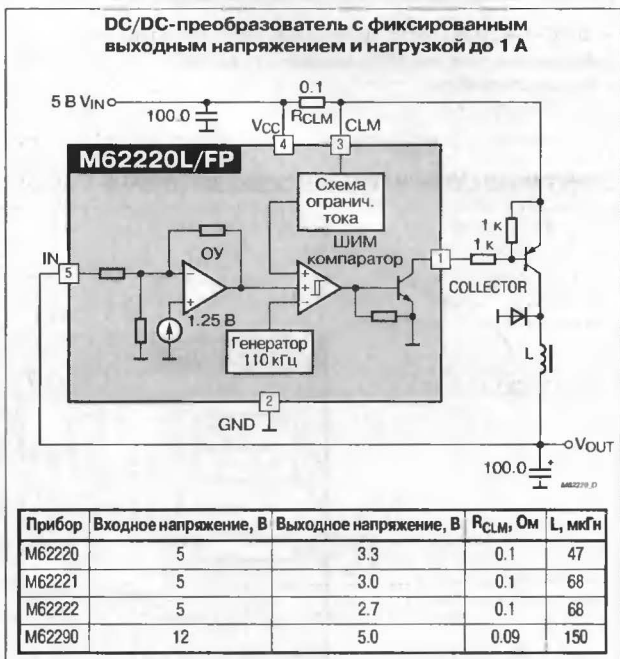 DC/DC-преобразователь с фиксированным
выходным напряжением и нагрузкой до 1 А
5 В VIN
100.0
0.1
RCLM
VCC
CLM
4
3
M62220L/FP
Схема
огранич.
тока
ШИМ
компаратор
ОУ
IN
5
1.25 В
Генератор
110 кГц
1
1 к
1 к
COLLECTOR
L
2
GND
VOUT
100.0
+
M62220_D
Прибор Входное напряжение, В Выходное напряжение, В RCLM, Ом L, мкГн
M62220 5 3.3 0.1 47
M62221 5 3.0 0.1 68
M62222 5 2.7 0.1 68
M62290 12 5.0 0.09 150